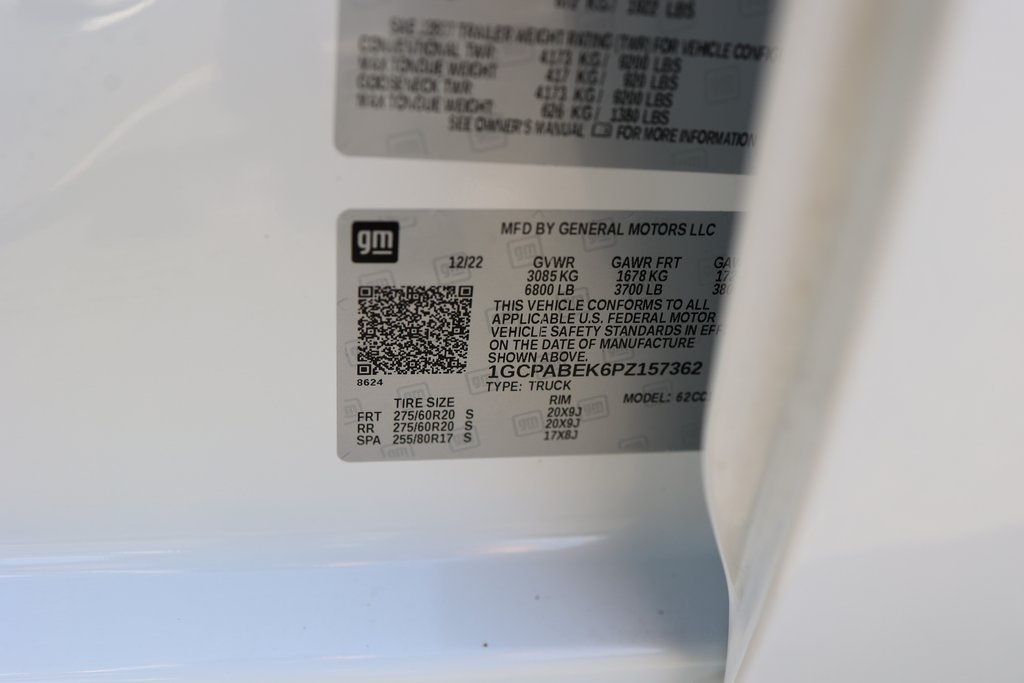 KG / 1922 LBS
TRAILER WEIGHT RATING (TWR) FOR VEHICLE
CONVENTIONAL TWR 4173 KG / 9200 LBS
MAX TONGUE WEIGHT 417 KG / 920 LBS
GOOSENECK TWR 4173 KG / 9200 LBS
MAX TONGUE WEIGHT 626 KG / 1380 LBS
SEE OWNER'S MANUAL FOR MORE INFORMATION
gm
MFD BY GENERAL MOTORS LLC
12/22 GVWR GAWR FRT
3085 KG 1678 KG
6800 LB 3700 LB
THIS VEHICLE CONFORMS TO ALL
APPLICABLE U.S. FEDERAL MOTOR
VEHICLE SAFETY STANDARDS IN EFF
ON THE DATE OF MANUFACTURE
SHOWN ABOVE.
1GCPABEK6PZ157362
8624
TYPE: TRUCK
MODEL: 62CC
TIRE SIZE RIM
FRT 275/60R20 S 20X9J
RR 275/60R20 S 20X9J
SPA 255/80R17 S 17X8J